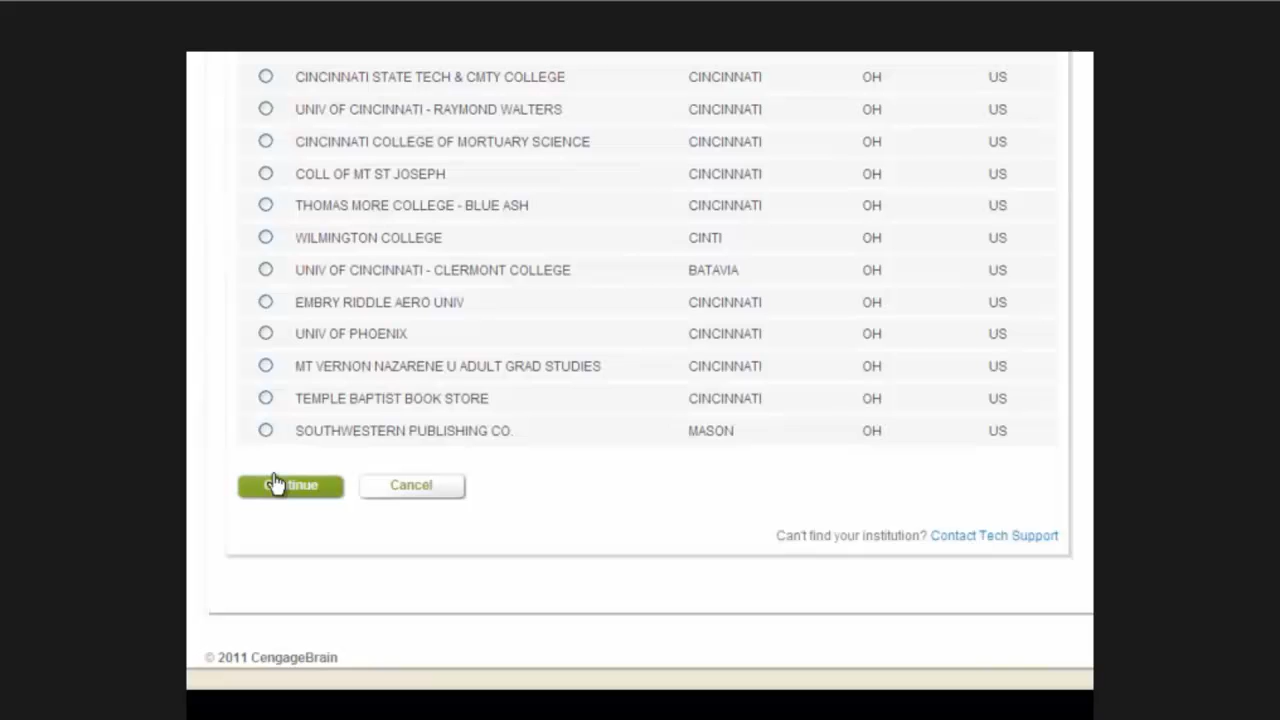 CINCINNATI STATE TECH & CMTY COLLEGE CINCINNATI OH US
UNIV OF CINCINNATI - RAYMOND WALTERS CINCINNATI OH US
CINCINNATI COLLEGE OF MORTUARY SCIENCE CINCINNATI OH US
COLL OF MT ST JOSEPH CINCINNATI OH US
THOMAS MORE COLLEGE - BLUE ASH CINCINNATI OH US
WILMINGTON COLLEGE CINTI OH US
UNIV OF CINCINNATI - CLERMONT COLLEGE BATAVIA OH US
EMBRY RIDDLE AERO UNIV CINCINNATI OH US
UNIV OF PHOENIX CINCINNATI OH US
MT VERNON NAZARENE U ADULT GRAD STUDIES CINCINNATI OH US
TEMPLE BAPTIST BOOK STORE CINCINNATI OH US
SOUTHWESTERN PUBLISHING CO. MASON OH US
Continue Cancel
Can't find your institution? Contact Tech Support
© 2011 CengageBrain